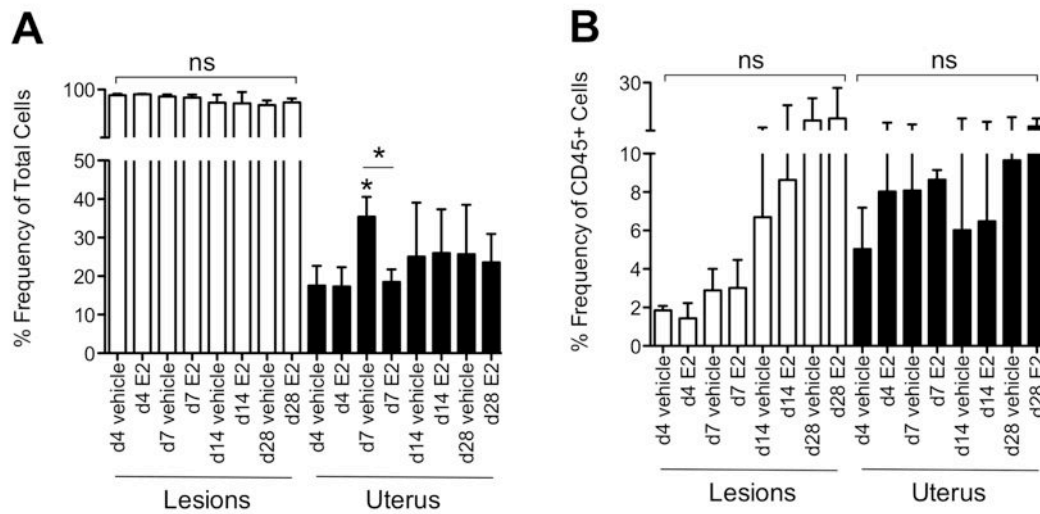 A
ns
% Frequency of Total Cells
100
50
40
30
20
10
0
*
*
d4 vehicle
d4 E2
d7 vehicle
d7 E2
d14 vehicle
d14 E2
d28 vehicle
d28 E2
d4 vehicle
d4 E2
d7 vehicle
d7 E2
d14 vehicle
d14 E2
d28 vehicle
d28 E2
Lesions
Uterus
B
ns
ns
% Frequency of CD45+ Cells
30
10
8
6
4
2
0
d4 vehicle
d4 E2
d7 vehicle
d7 E2
d14 vehicle
d14 E2
d28 vehicle
d28 E2
d4 vehicle
d4 E2
d7 vehicle
d7 E2
d14 vehicle
d14 E2
d28 vehicle
d28 E2
Lesions
Uterus